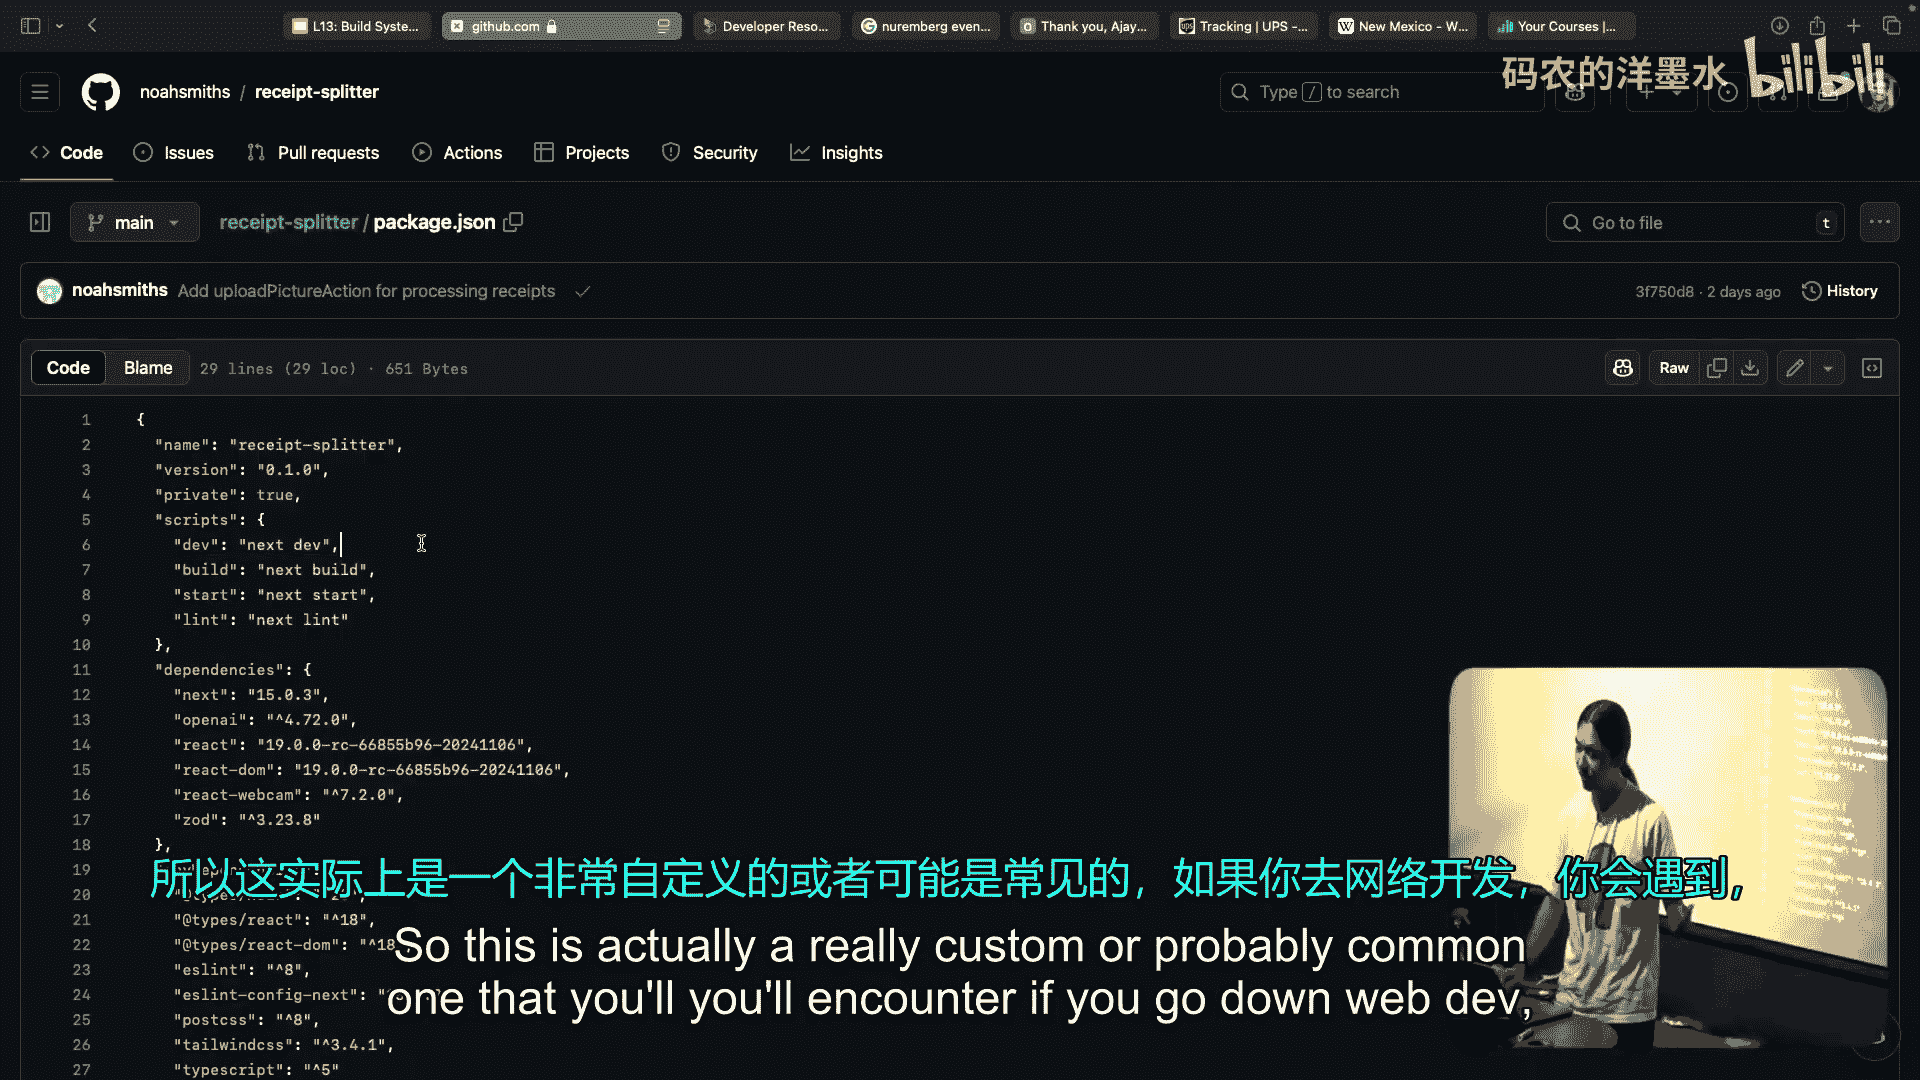 L13: Build Syste...
github.com
Developer Reso...
nuremberg even...
Thank you, Ajay...
Tracking | UPS -...
New Mexico - W...
Your Courses |...
码农的洋墨水 bilibili
noahsmiths / receipt-splitter
Type / to search
Code
Issues
Pull requests
Actions
Projects
Security
Insights
main
receipt-splitter / package.json
Go to file
t
noahsmiths Add uploadPictureAction for processing receipts
3f750d8 · 2 days ago
History
Code
Blame
29 lines (29 loc) · 651 Bytes
Raw
1 {
2 "name": "receipt-splitter",
3 "version": "0.1.0",
4 "private": true,
5 "scripts": {
6 "dev": "next dev",
7 "build": "next build",
8 "start": "next start",
9 "lint": "next lint"
10 },
11 "dependencies": {
12 "next": "15.0.3",
13 "openai": "^4.72.0",
14 "react": "19.0.0-rc-66855b96-20241106",
15 "react-dom": "19.0.0-rc-66855b96-20241106",
16 "react-webcam": "^7.2.0",
17 "zod": "^3.23.8"
18 },
19
20
21 "@types/react": "^18",
22 "@types/react-dom": "^18
23 "eslint": "^8",
24 "eslint-config-next":
25 "postcss": "^8",
26 "tailwindcss": "^3.4.1",
27 "typescript": "^5"
所以这实际上是一个非常自定义的或者可能是常见的，如果你去网络开发，你会遇到，
So this is actually a really custom or probably common
one that you'll you'll encounter if you go down web dev,